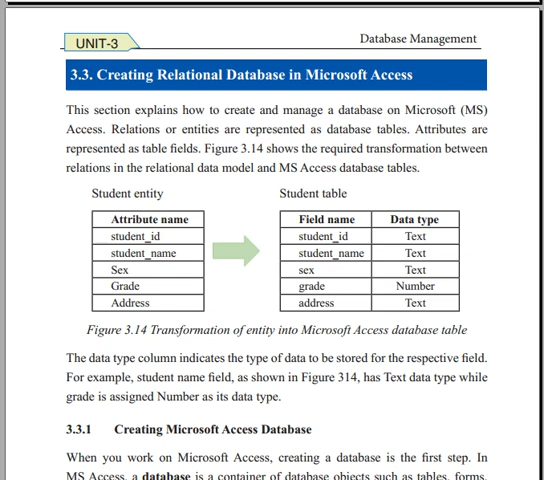 UNIT-3
Database Management
3.3. Creating Relational Database in Microsoft Access
This section explains how to create and manage a database on Microsoft (MS)
Access. Relations or entities are represented as database tables. Attributes are
represented as table fields. Figure 3.14 shows the required transformation between
relations in the relational data model and MS Access database tables.
Student entity
Student table
Attribute name
student_id
student_name
Sex
Grade
Address
Field name Data type
student_id Text
student_name Text
sex Text
grade Number
address Text
Figure 3.14 Transformation of entity into Microsoft Access database table
The data type column indicates the type of data to be stored for the respective field.
For example, student name field, as shown in Figure 314, has Text data type while
grade is assigned Number as its data type.
3.3.1 Creating Microsoft Access Database
When you work on Microsoft Access, creating a database is the first step. In
MS Access, a database is a container of database objects such as tables, forms,